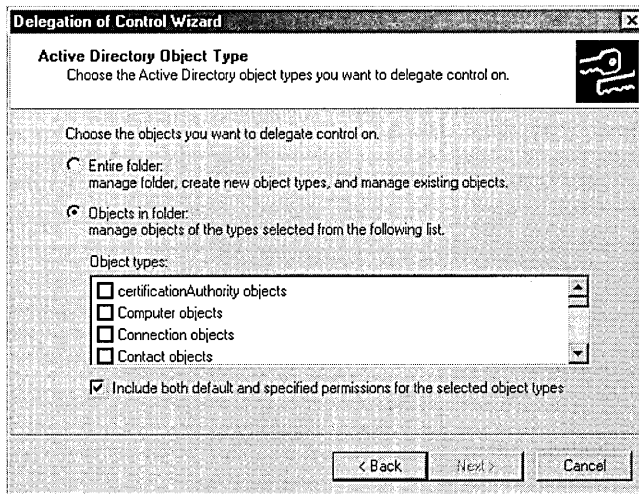 Delegation of Control Wizard
Active Directory Object Type
Choose the Active Directory object types you want to delegate control on.
Choose the objects you want to delegate control on.
Entire folder:
manage folder, create new object types, and manage existing objects.
Objects in folder:
manage objects of the types selected from the following list.
Object types:
certificationAuthority objects
Computer objects
Connection objects
Contact objects
Include both default and specified permissions for the selected object types
< Back Next > Cancel